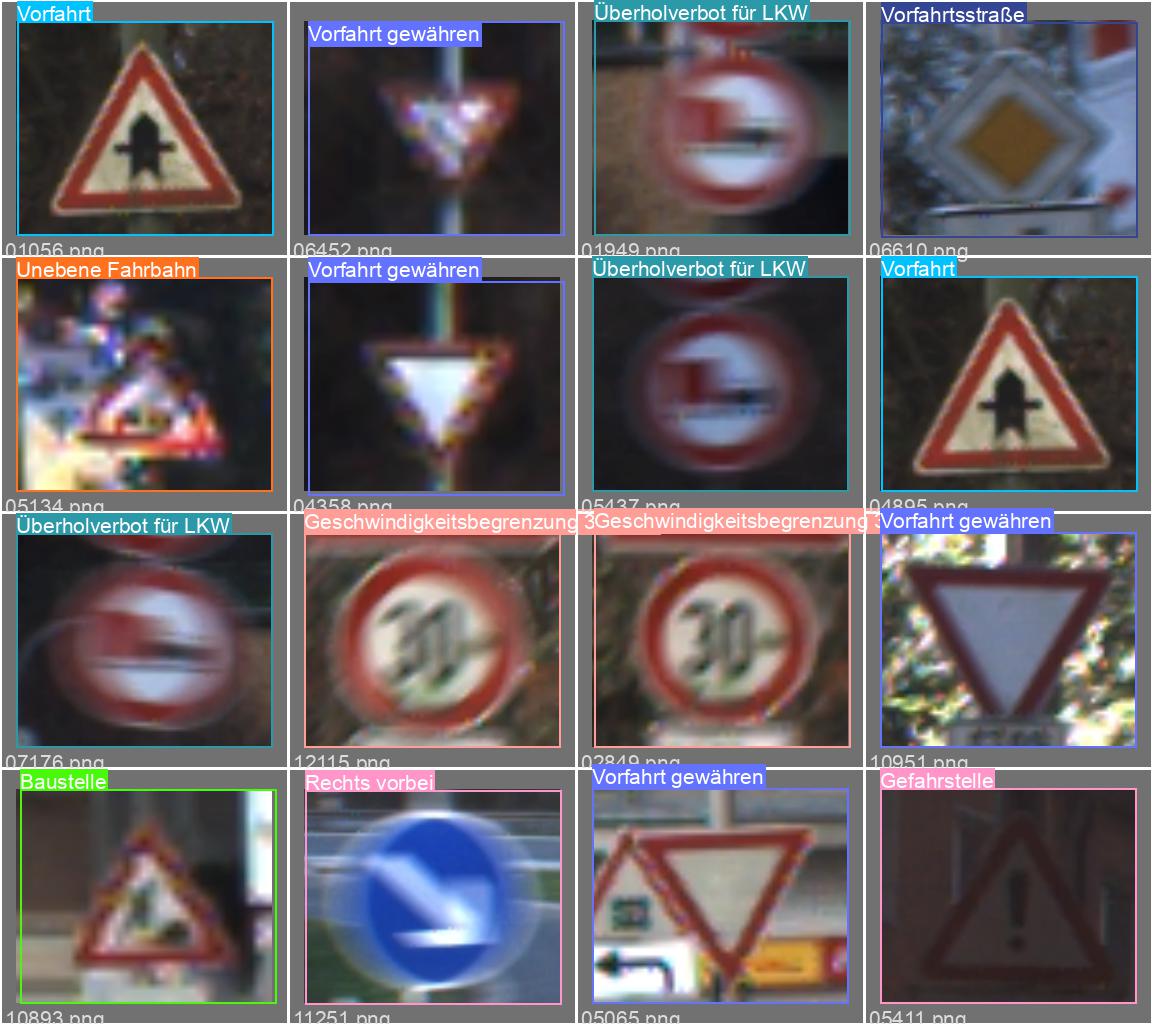 Vorfahrt
Vorfahrt gewähren
Überholverbot für LKW
Vorfahrtsstraße
01056.png
06452.png
01949.png
06610.png
Unebene Fahrbahn
Vorfahrt gewähren
Überholverbot für LKW
Vorfahrt
05134.png
04358.png
05437.png
04895.png
Überholverbot für LKW
Geschwindigkeitsbegrenzung 3
Geschwindigkeitsbegrenzung 3
Vorfahrt gewähren
30
30
07176.png
12115.png
02849.png
10951.png
Baustelle
Rechts vorbei
Vorfahrt gewähren
Gefahrstelle
!
10893.png
11251.png
05065.png
05411.png